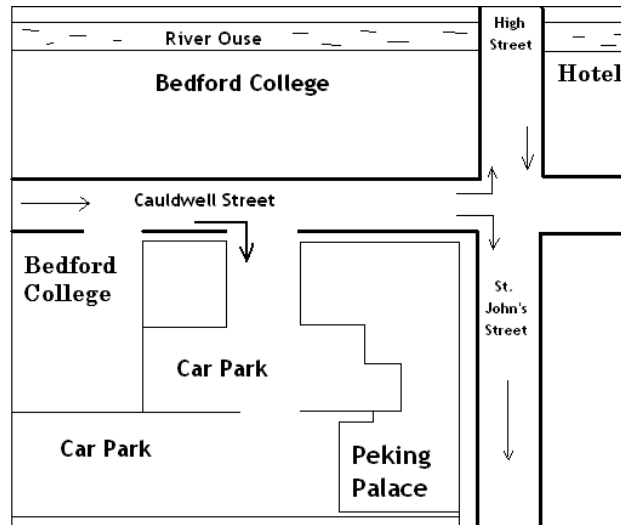 High
Street
River Ouse
Bedford College
Hotel
Cauldwell Street
Bedford
College
St.
John's
Street
Car Park
Car Park
Peking
Palace